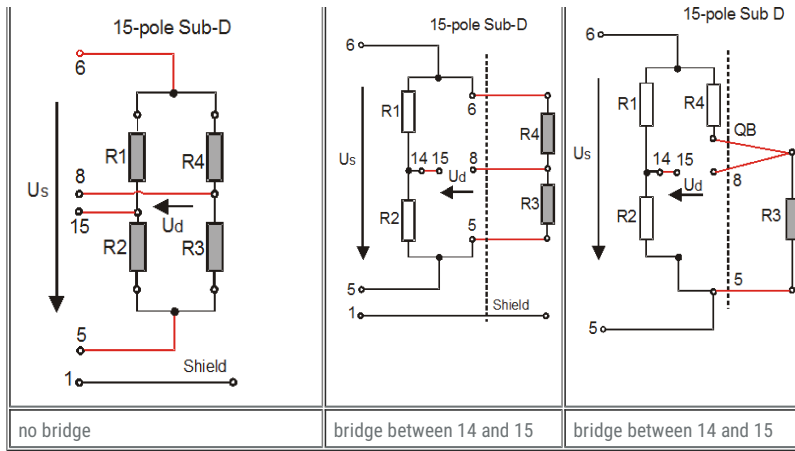 15-pole Sub-D
6
R1
R4
Us
8
15
Ud
R2
R3
5
Shield
1
no bridge
15-pole Sub-D
6
R1
6
R4
Us
14 15
8
Ud
R2
R3
5
5
Shield
1
bridge between 14 and 15
15-pole Sub D
6
R1
R4
QB
Us
14 15
8
Ud
R2
R3
5
5
bridge between 14 and 15